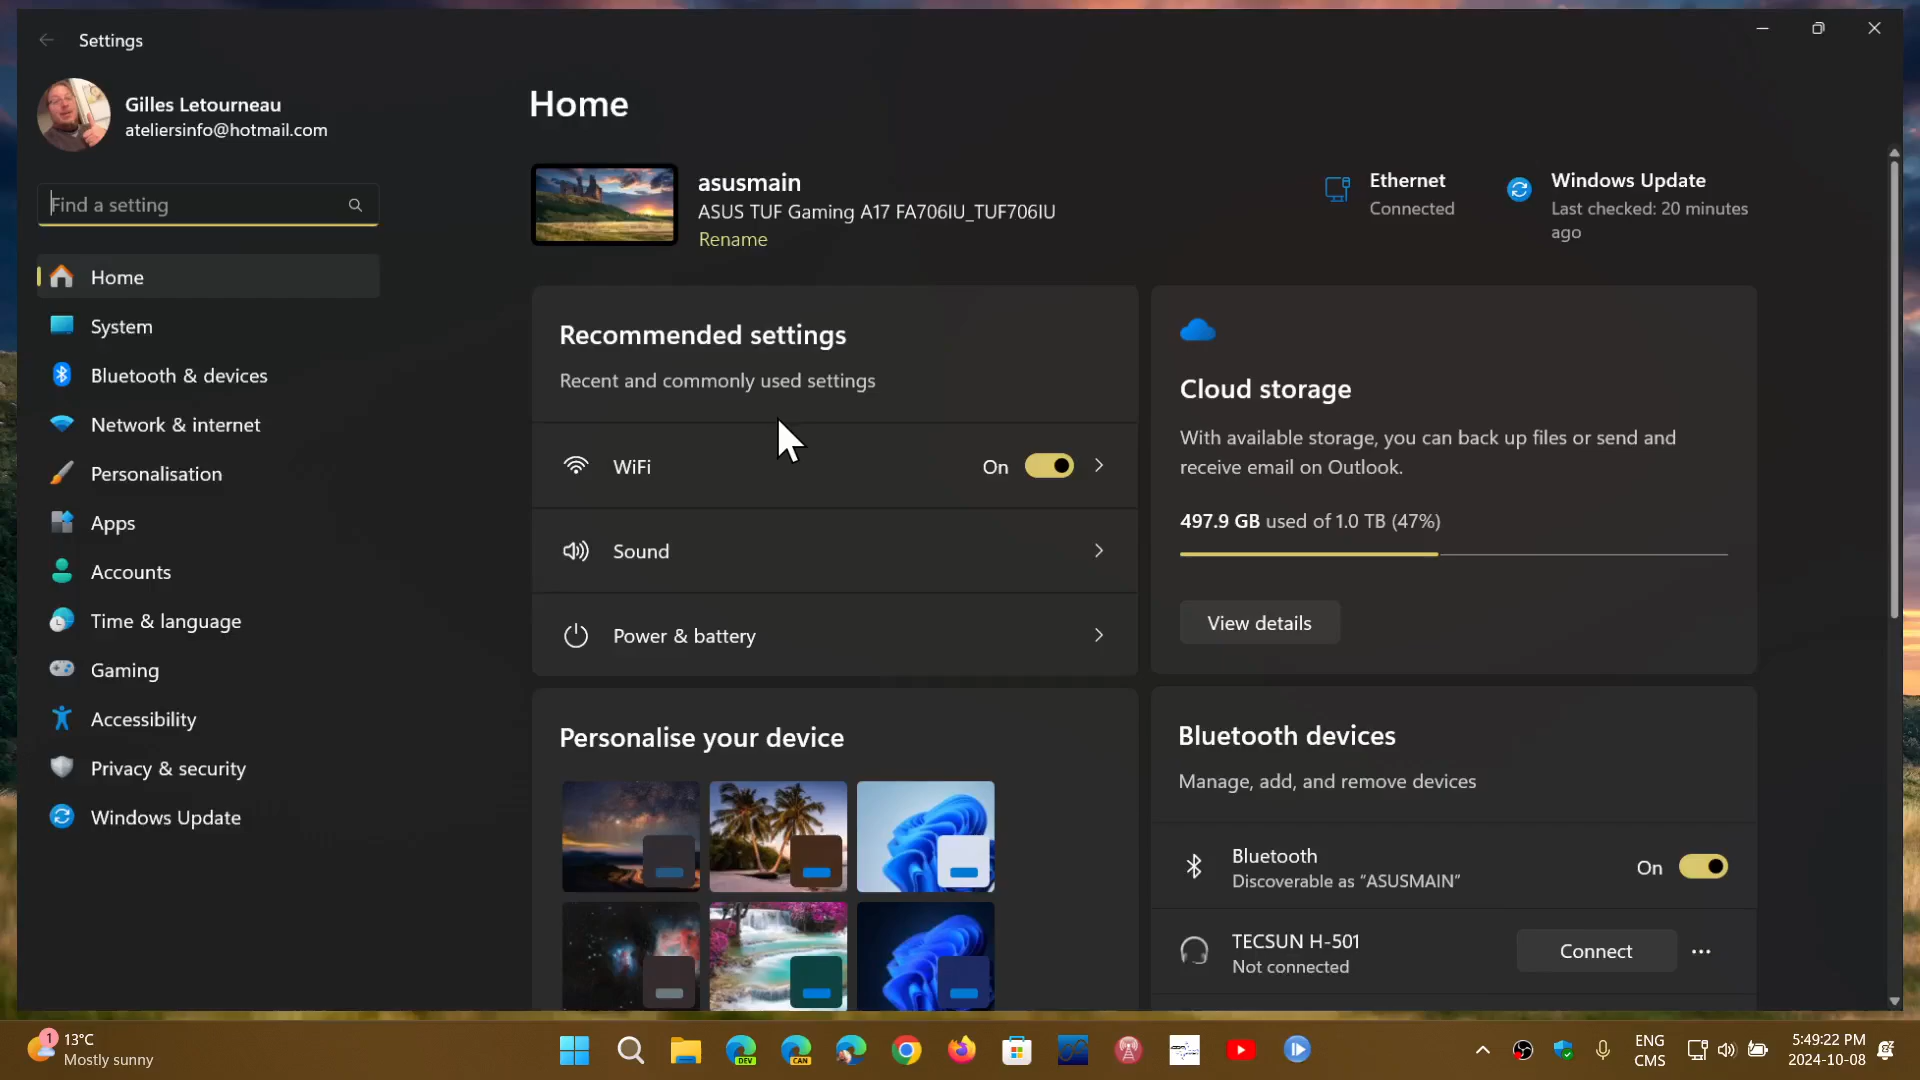 Settings
Gilles Letourneau
ateliersinfo@hotmail.com
Find a setting
Home
System
Bluetooth & devices
Network & internet
Personalisation
Apps
Accounts
Time & language
Gaming
Accessibility
Privacy & security
Windows Update
Home
asusmain
ASUS TUF Gaming A17 FA706IU_TUF706IU
Rename
Ethernet
Connected
Windows Update
Last checked: 20 minutes
ago
Recommended settings
Recent and commonly used settings
WiFi
On
Sound
Power & battery
Cloud storage
With available storage, you can back up files or send and
receive email on Outlook.
497.9 GB used of 1.0 TB (47%)
View details
Personalise your device
Bluetooth devices
Manage, add, and remove devices
Bluetooth
Discoverable as “ASUSMAIN”
On
TECSUN H-501
Not connected
Connect
1
13°C
Mostly sunny
DEV
CAN
ENG
CMS
5:49:22 PM
2024-10-08